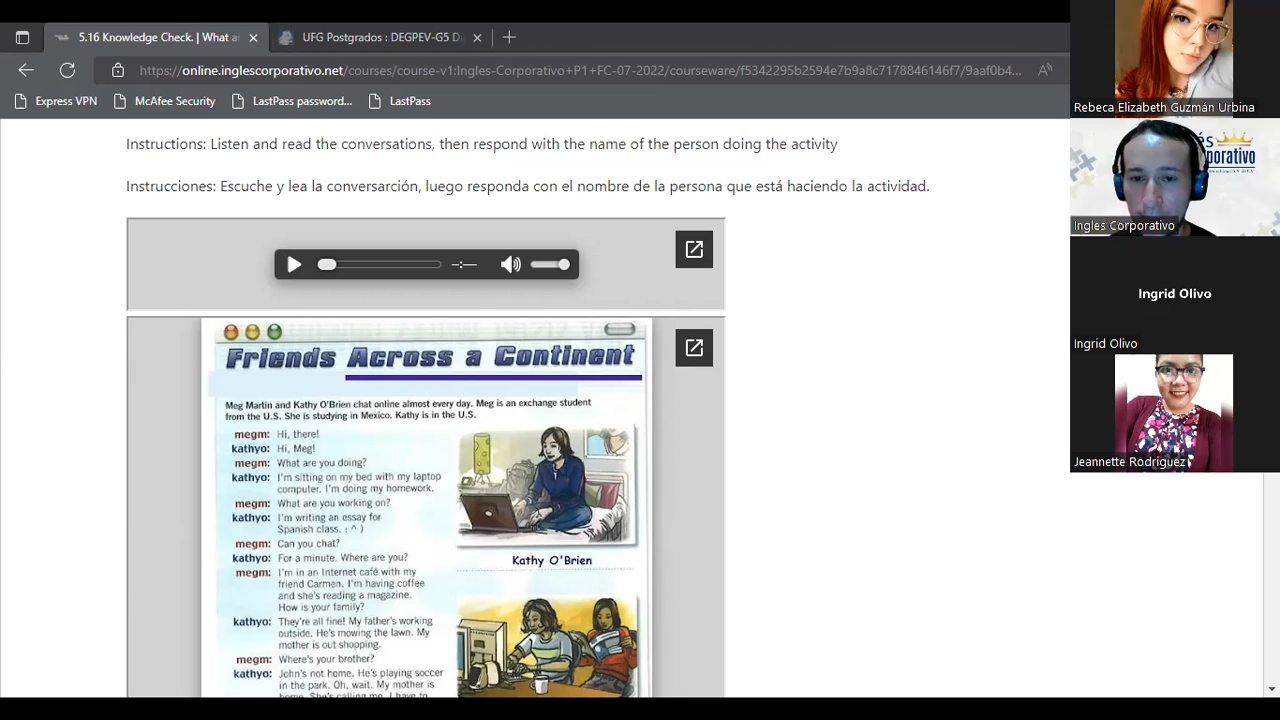 5.16 Knowledge Check. | What a
UFG Postgrados : DEGPEV-G5 D
https://online.inglescorporativo.net/courses/course-v1:Ingles-Corporativo+P1+FC-07-2022/courseware/f5342295b2594e7b9a8c7178846146f7/9aaf0b4...
Express VPN
McAfee Security
LastPass password...
LastPass
Instructions: Listen and read the conversations, then respond with the name of the person doing the activity
Instrucciones: Escuche y lea la conversarción, luego responda con el nombre de la persona que está haciendo la actividad.
-:--
Friends Across a Continent
Meg Martin and Kathy O'Brien chat online almost every day. Meg is an exchange student
from the U.S. She is studying in Mexico. Kathy is in the U.S.
megm: Hi, there!
kathyo: Hi, Meg!
megm: What are you doing?
kathyo: I'm sitting on my bed with my laptop
computer. I'm doing my homework.
megm: What are you working on?
kathyo: I'm writing an essay for
Spanish class. : ^ )
megm: Can you chat?
kathyo: For a minute. Where are you?
megm: I'm in an Internet café with my
friend Carmen. I'm having coffee
and she's reading a magazine.
How is your family?
kathyo: They're all fine! My father's working
outside. He's mowing the lawn. My
mother is out shopping.
megm: Where's your brother?
kathyo: John's not home. He's playing soccer
in the park. Oh, wait. My mother is
home. She's calling me. I have to
Kathy O'Brien
Rebeca Elizabeth Guzmán Urbina
Ingles Corporativo
Ingrid Olivo
Ingrid Olivo
Jeannette Rodriguez